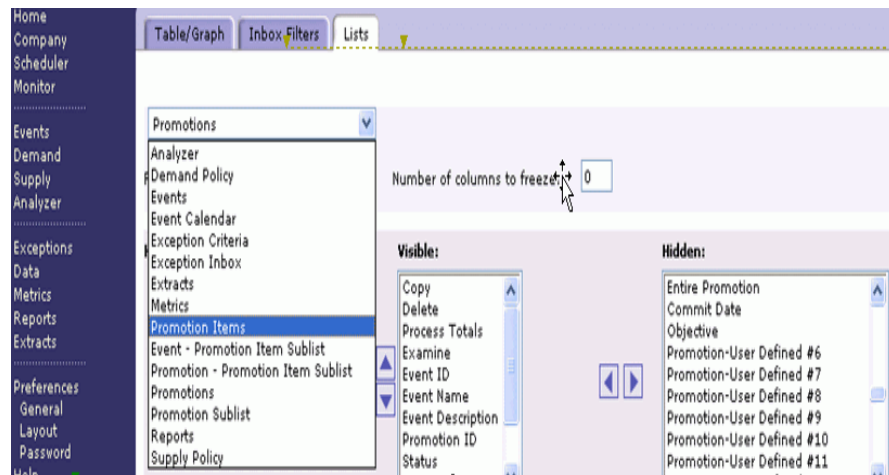 Home
Company
Scheduler
Monitor
Events
Demand
Supply
Analyzer
Exceptions
Data
Metrics
Reports
Extracts
Preferences
General
Layout
Password
Help
Table/Graph
Inbox Filters
Lists
Promotions
Analyzer
Demand Policy
Events
Event Calendar
Exception Criteria
Exception Inbox
Extracts
Metrics
Promotion Items
Event - Promotion Item Sublist
Promotion - Promotion Item Sublist
Promotions
Promotion Sublist
Reports
Supply Policy
Number of columns to freeze: 0
Visible:
Copy
Delete
Process Totals
Examine
Event ID
Event Name
Event Description
Promotion ID
Status
Hidden:
Entire Promotion
Commit Date
Objective
Promotion-User Defined #6
Promotion-User Defined #7
Promotion-User Defined #8
Promotion-User Defined #9
Promotion-User Defined #10
Promotion-User Defined #11